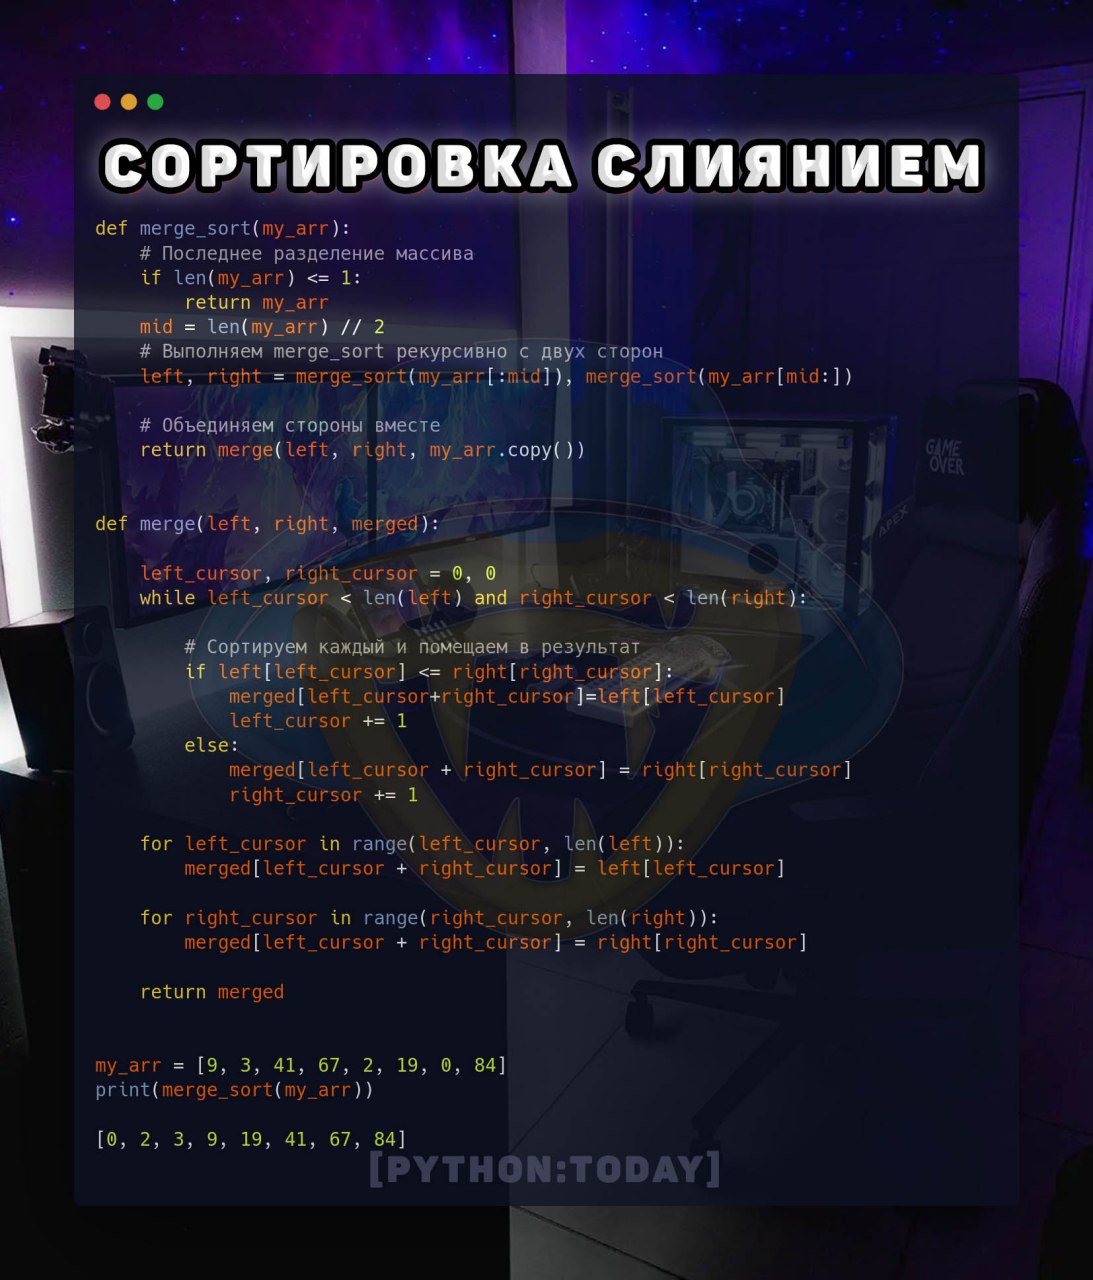 СОРТИРОВКА СЛИЯНИЕМ
def merge_sort(my_arr):
    # Последнее разделение массива
    if len(my_arr) <= 1:
        return my_arr
    mid = len(my_arr) // 2
    # Выполняем merge_sort рекурсивно с двух сторон
    left, right = merge_sort(my_arr[:mid]), merge_sort(my_arr[mid:])
    # Объединяем стороны вместе
    return merge(left, right, my_arr.copy())
def merge(left, right, merged):
    left_cursor, right_cursor = 0, 0
    while left_cursor < len(left) and right_cursor < len(right):
        # Сортируем каждый и помещаем в результат
        if left[left_cursor] <= right[right_cursor]:
            merged[left_cursor+right_cursor]=left[left_cursor]
            left_cursor += 1
        else:
            merged[left_cursor + right_cursor] = right[right_cursor]
            right_cursor += 1
    for left_cursor in range(left_cursor, len(left)):
        merged[left_cursor + right_cursor] = left[left_cursor]
    for right_cursor in range(right_cursor, len(right)):
        merged[left_cursor + right_cursor] = right[right_cursor]
    return merged
my_arr = [9, 3, 41, 67, 2, 19, 0, 84]
print(merge_sort(my_arr))
[0, 2, 3, 9, 19, 41, 67, 84]
[PYTHON:TODAY]
GAME
OVER
APEX